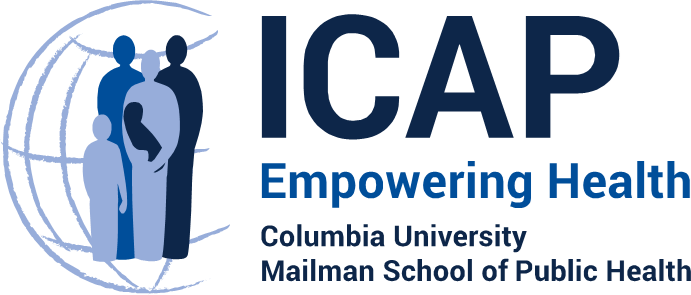 ICAP
Empowering Health
Columbia University
Mailman School of Public Health